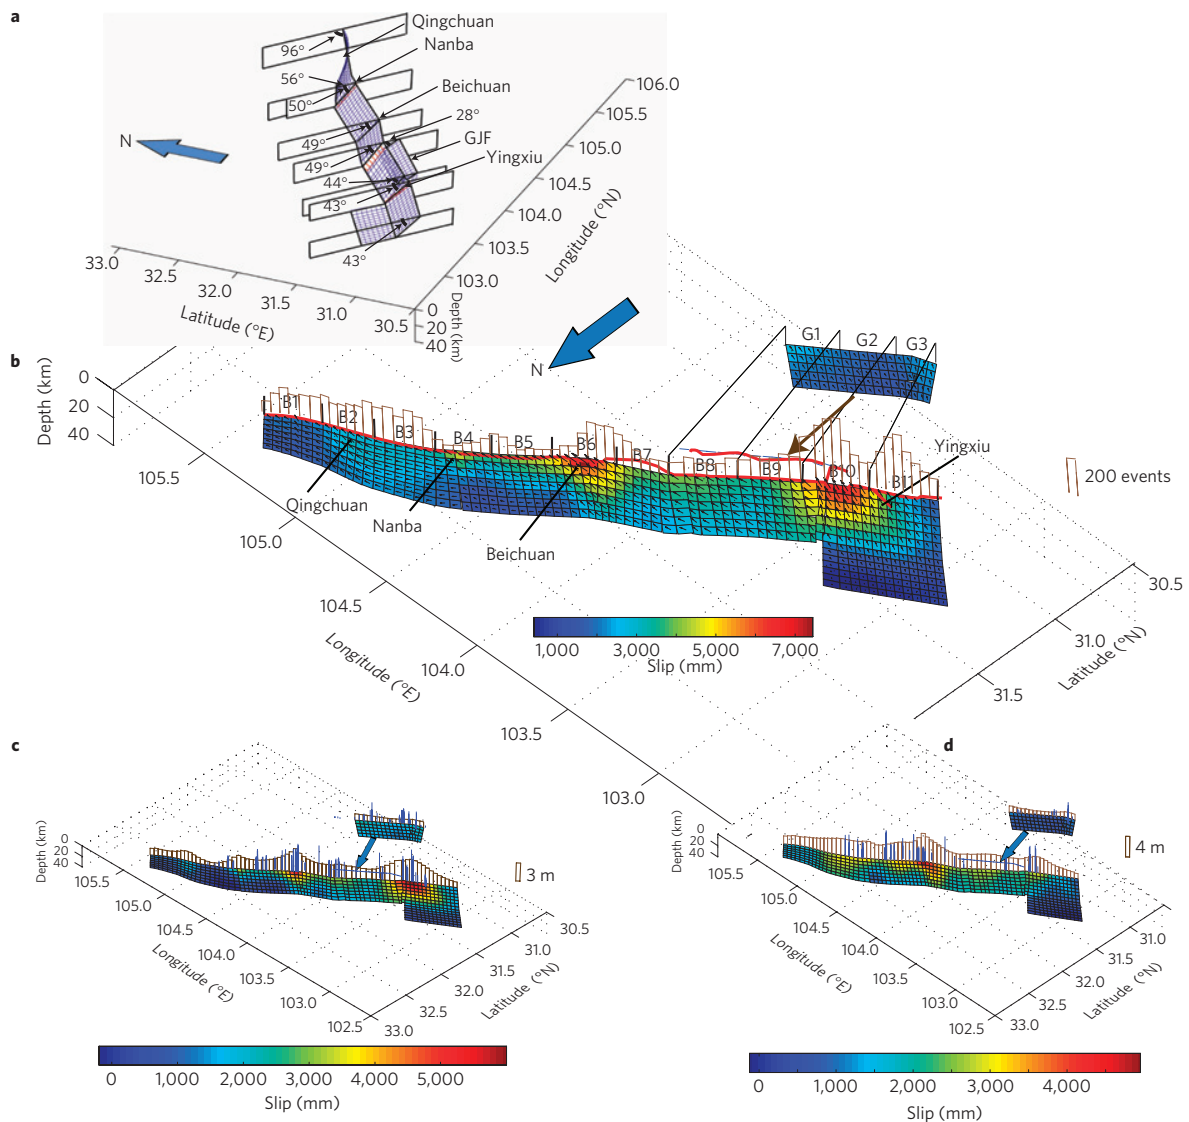 a
Qingchuan
Nanba
Beichuan
28°
GJF
Yingxiu
96°
56°
50°
49°
49°
44°
43°
43°
N
106.0
105.5
105.0
104.5
104.0
103.5
103.0
Longitude (°N)
33.0
32.5
32.0
31.5
31.0
30.5
Latitude (°E)
0
20
40
Depth (km)
b
N
Depth (km)
0
20
40
G1
G2
G3
B1
B2
B3
B4
B5
B6
B7
B8
B9
B10
B11
Yingxiu
200 events
Qingchuan
Nanba
Beichuan
105.5
105.0
104.5
104.0
103.5
103.0
Longitude (°E)
30.5
31.0
31.5
Latitude (°N)
1,000 3,000 5,000 7,000
Slip (mm)
c
Depth (km)
0
20
40
3 m
105.5
105.0
104.5
104.0
103.5
103.0
102.5
Longitude (°E)
30.5
31.0
31.5
32.0
32.5
33.0
Latitude (°N)
0 1,000 2,000 3,000 4,000 5,000
Slip (mm)
d
Depth (km)
0
20
40
4 m
105.5
105.0
104.5
104.0
103.5
103.0
102.5
Longitude (°E)
31.0
31.5
32.0
32.5
33.0
Latitude (°N)
0 1,000 2,000 3,000 4,000
Slip (mm)